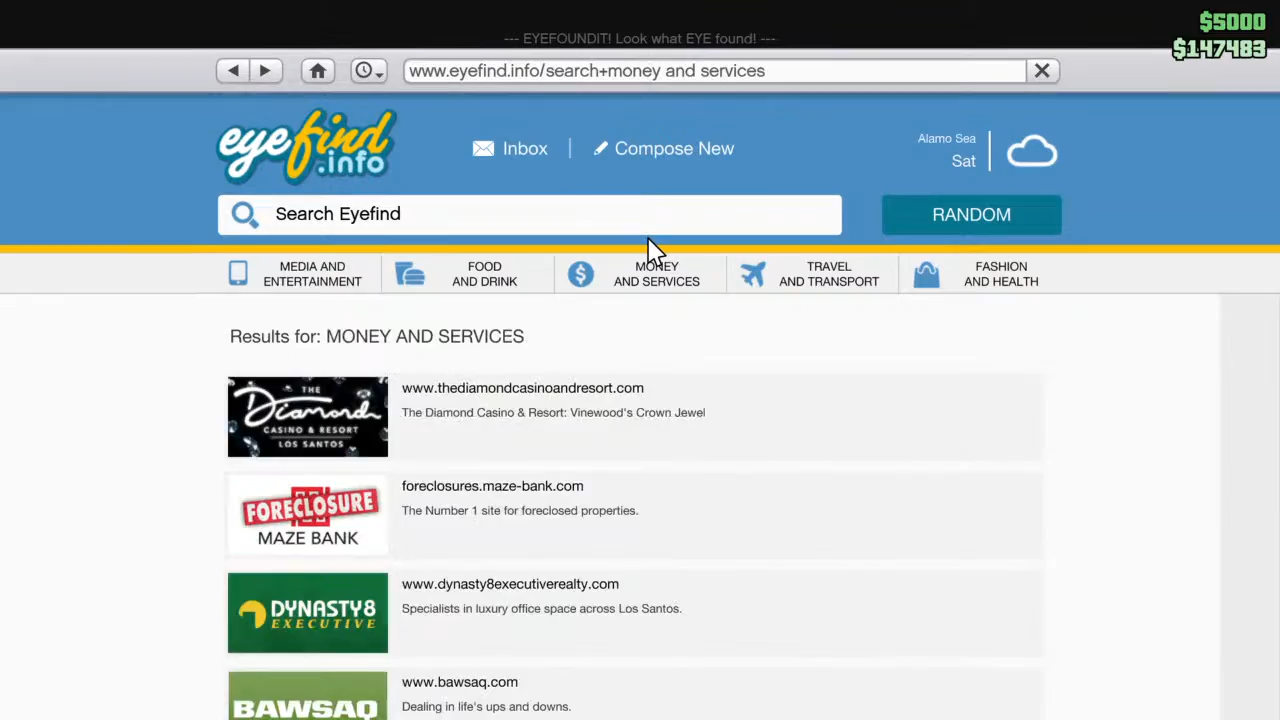 $5000
--- EYEFOUNDIT! Look what EYE found! ---
$147483
www.eyefind.info/search+money and services
eyefind
.info
Inbox
Compose New
Alamo Sea
Sat
Search Eyefind
RANDOM
MEDIA AND
ENTERTAINMENT
FOOD
AND DRINK
MONEY
AND SERVICES
TRAVEL
AND TRANSPORT
FASHION
AND HEALTH
Results for: MONEY AND SERVICES
THE
Diamond
CASINO & RESORT
LOS SANTOS
www.thediamondcasinoandresort.com
The Diamond Casino & Resort: Vinewood's Crown Jewel
FORECLOSURE
MAZE BANK
foreclosures.maze-bank.com
The Number 1 site for foreclosed properties.
DYNASTY8
EXECUTIVE
www.dynasty8executiverealty.com
Specialists in luxury office space across Los Santos.
BAWSAQ
www.bawsaq.com
Dealing in life's ups and downs.